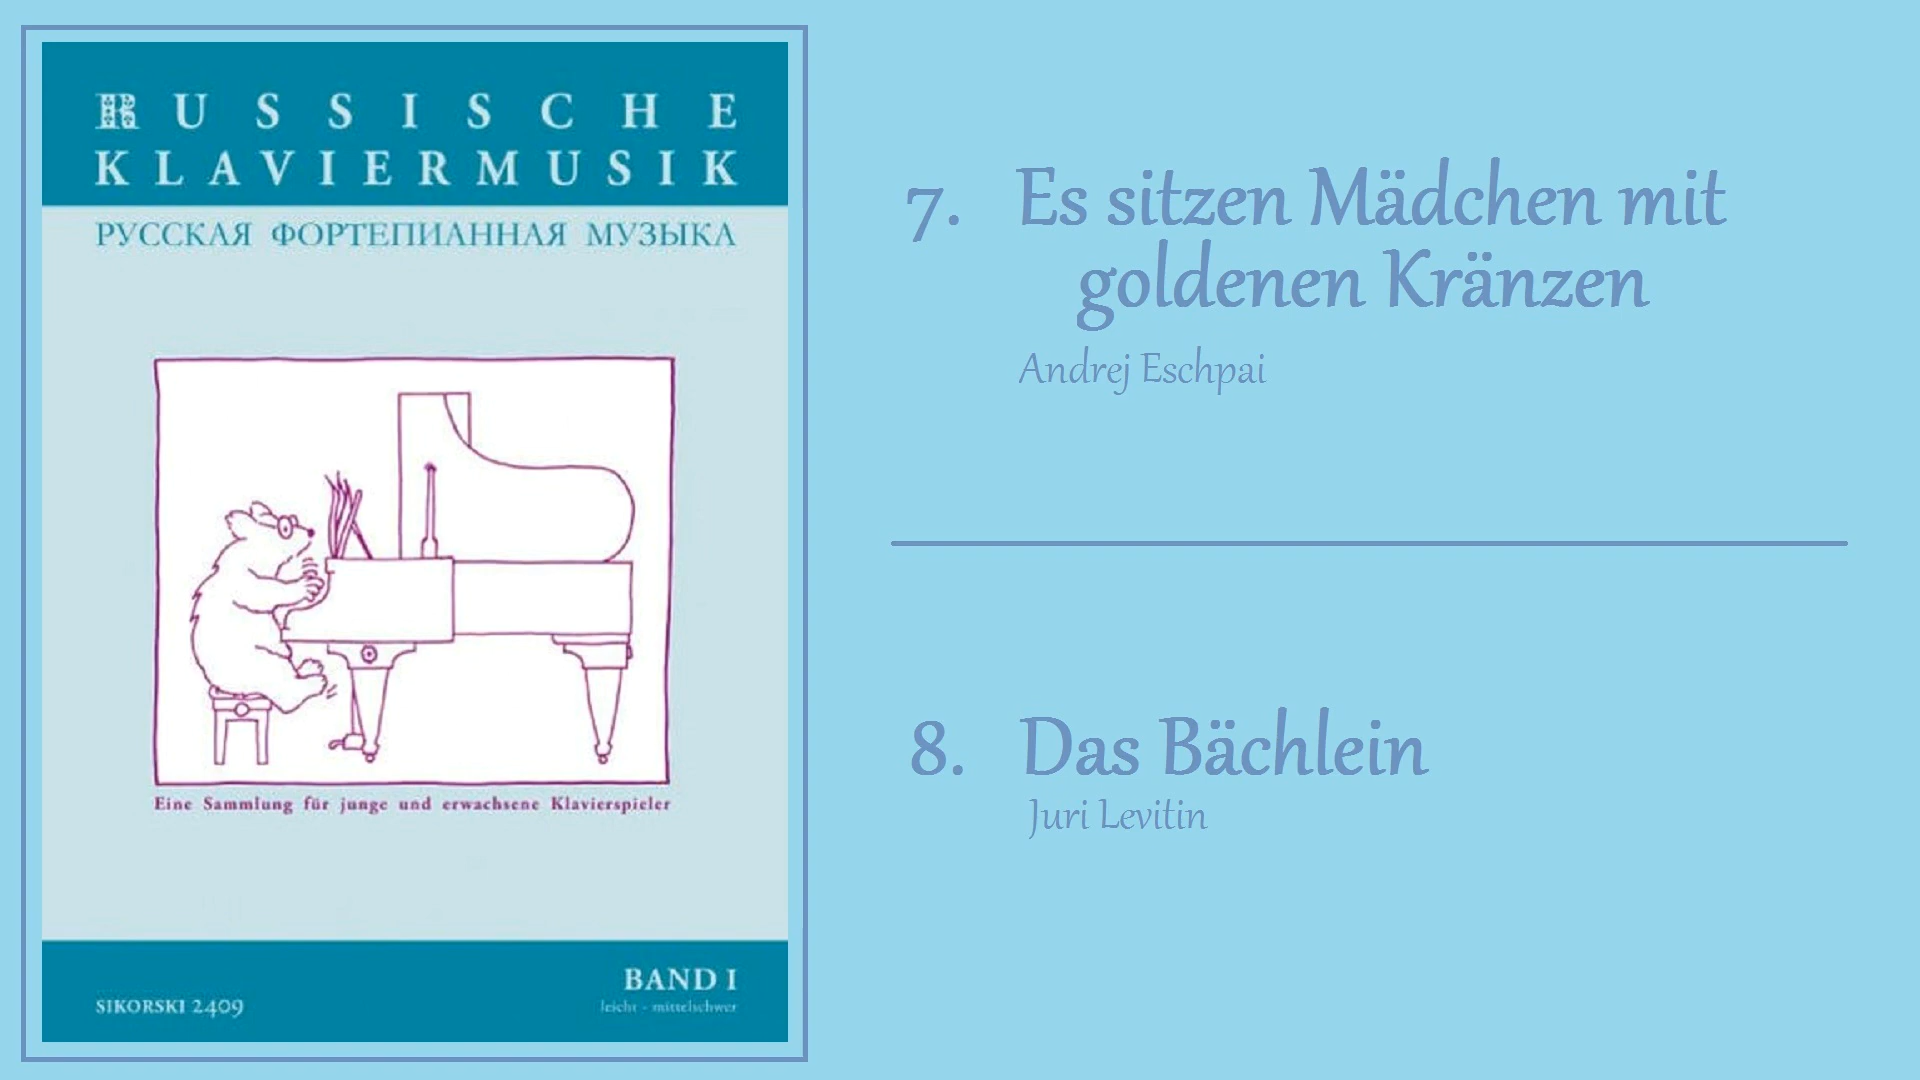 RUSSISCHE
KLAVIERMUSIK
РУССКАЯ ФОРТЕПИАННАЯ МУЗЫКА
Eine Sammlung für junge und erwachsene Klavierspieler
BAND I
leicht - mittelschwer
SIKORSKI 2409
7. Es sitzen Mädchen mit
goldenen Kränzen
Andrej Eschpai
8. Das Bächlein
Juri Levitin